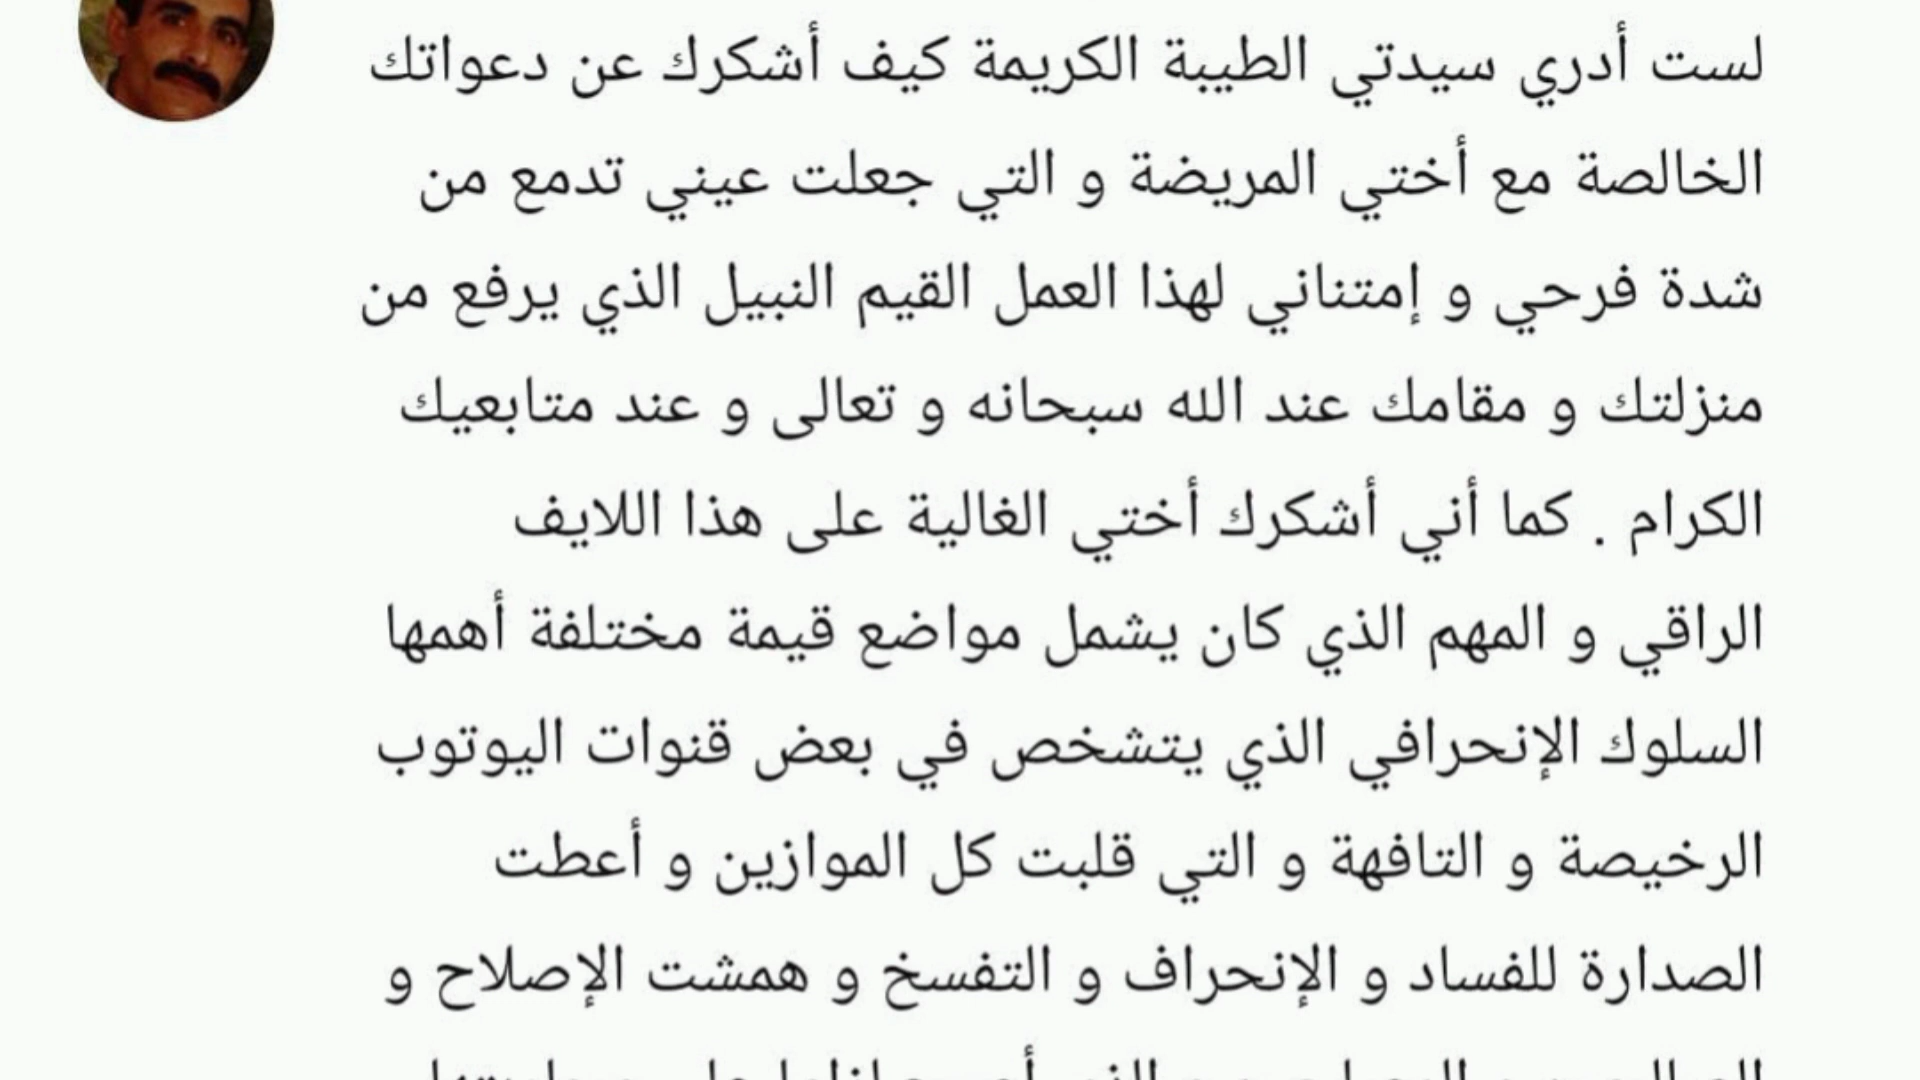 لست أدري سيدتي الطيبة الكريمة كيف أشكرك عن دعواتك
الخالصة مع أختي المريضة و التي جعلت عيني تدمع من
شدة فرحي و إمتناني لهذا العمل القيم النبيل الذي يرفع من
منزلتك و مقامك عند الله سبحانه و تعالى و عند متابعيك
الكرام . كما أني أشكرك أختي الغالية على هذا اللايف
الراقي و المهم الذي كان يشمل مواضع قيمة مختلفة أهمها
السلوك الإنحرافي الذي يتشخص في بعض قنوات اليوتوب
الرخيصة و التافهة و التي قلبت كل الموازين و أعطت
الصدارة للفساد و الإنحراف و التفسخ و همشت الإصلاح و